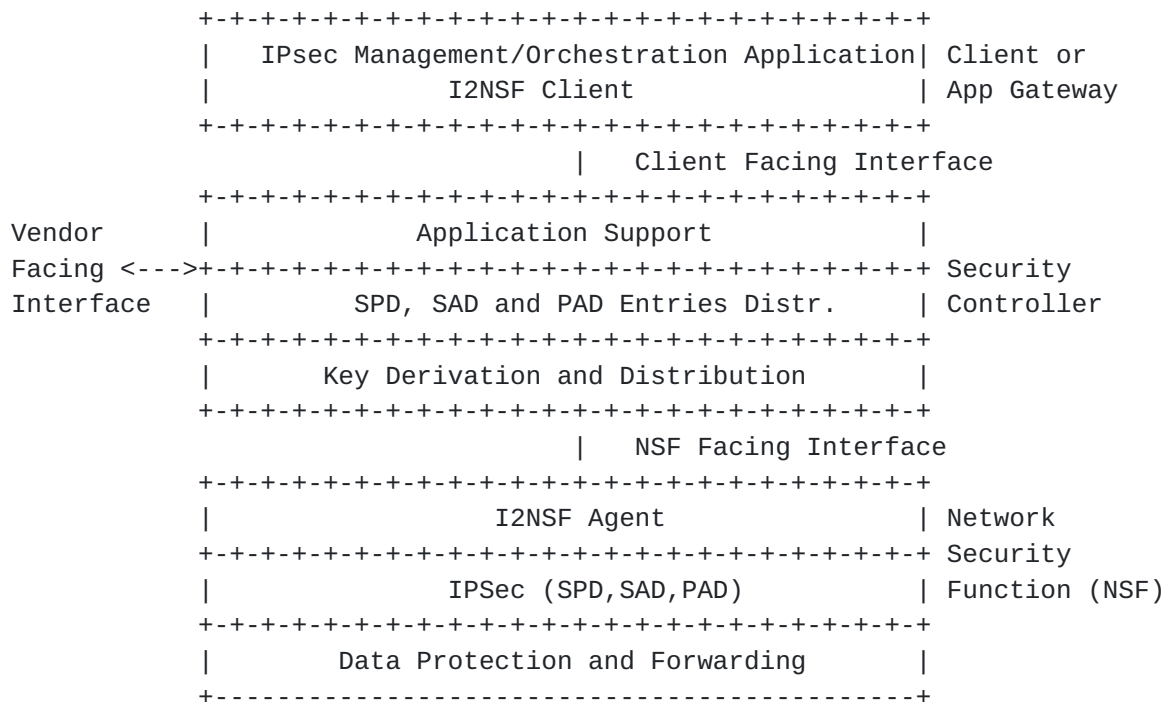 +-+-+-+-+-+-+-+-+-+-+-+-+-+-+-+-+-+-+-+-+-+-+-+
|   IPsec Management/Orchestration Application| Client or
|               I2NSF Client                  | App Gateway
+-+-+-+-+-+-+-+-+-+-+-+-+-+-+-+-+-+-+-+-+-+-+-+
|   Client Facing Interface
+-+-+-+-+-+-+-+-+-+-+-+-+-+-+-+-+-+-+-+-+-+-+-+
Vendor      |             Application Support             |
Facing <--->+-+-+-+-+-+-+-+-+-+-+-+-+-+-+-+-+-+-+-+-+-+-+-+ Security
Interface   |         SPD, SAD and PAD Entries Distr.     | Controller
+-+-+-+-+-+-+-+-+-+-+-+-+-+-+-+-+-+-+-+-+-+-+-+
|       Key Derivation and Distribution       |
+-+-+-+-+-+-+-+-+-+-+-+-+-+-+-+-+-+-+-+-+-+-+-+
|   NSF Facing Interface
+-+-+-+-+-+-+-+-+-+-+-+-+-+-+-+-+-+-+-+-+-+-+-+
|                  I2NSF Agent                | Network
+-+-+-+-+-+-+-+-+-+-+-+-+-+-+-+-+-+-+-+-+-+-+-+ Security
|               IPSec (SPD,SAD,PAD)           | Function (NSF)
+-+-+-+-+-+-+-+-+-+-+-+-+-+-+-+-+-+-+-+-+-+-+-+
|        Data Protection and Forwarding       |
+---------------------------------------------+